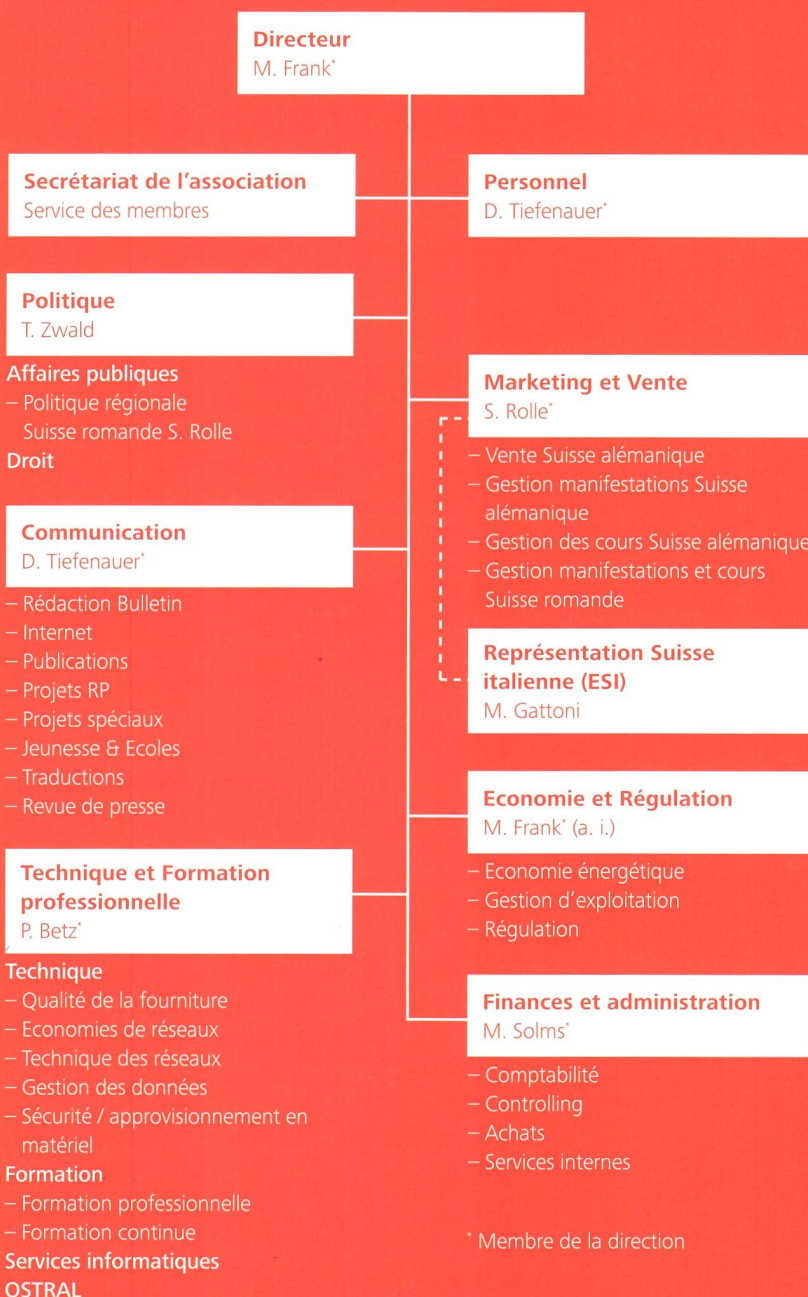 Directeur
M. Frank*
Secrétariat de l'association
Service des membres
Personnel
D. Tiefenauer*
Politique
T. Zwald
Affaires publiques
– Politique régionale
Suisse romande S. Rolle
Droit
Marketing et Vente
S. Rolle*
– Vente Suisse alémanique
– Gestion manifestations Suisse
alémanique
– Gestion des cours Suisse alémanique
– Gestion manifestations et cours
Suisse romande
Communication
D. Tiefenauer*
– Rédaction Bulletin
– Internet
– Publications
– Projets RP
– Projets spéciaux
– Jeunesse & Ecoles
– Traductions
– Revue de presse
Représentation Suisse
italienne (ESI)
M. Gattoni
Economie et Régulation
M. Frank* (a. i.)
– Economie énergétique
– Gestion d'exploitation
– Régulation
Technique et Formation
professionnelle
P. Betz*
Technique
– Qualité de la fourniture
– Economies de réseaux
– Technique des réseaux
– Gestion des données
– Sécurité / approvisionnement en
matériel
Formation
– Formation professionnelle
– Formation continue
Services informatiques
OSTRAL
Finances et administration
M. Solms*
– Comptabilité
– Controlling
– Achats
– Services internes
* Membre de la direction